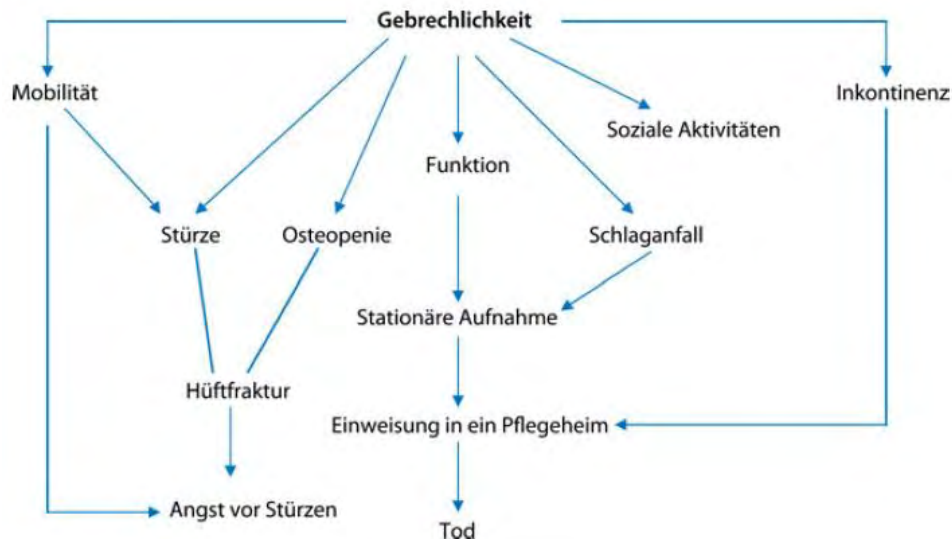 Gebrechlichkeit
Mobilität
Inkontinenz
Soziale Aktivitäten
Funktion
Stürze
Osteopenie
Schlaganfall
Stationäre Aufnahme
Hüftfraktur
Einweisung in ein Pflegeheim
Angst vor Stürzen
Tod